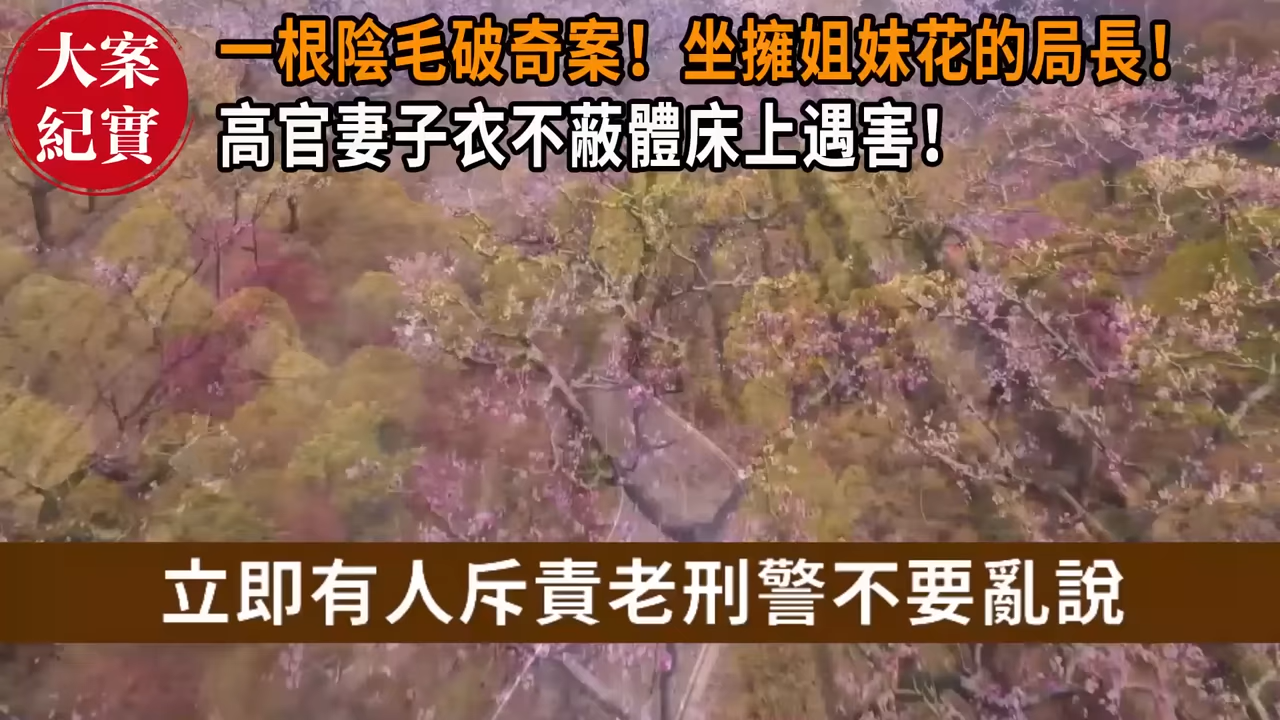 大案
紀實
一根陰毛破奇案！坐擁姐妹花的局長！
高官妻子衣不蔽體床上遇害！
立即有人斥責老刑警不要亂說